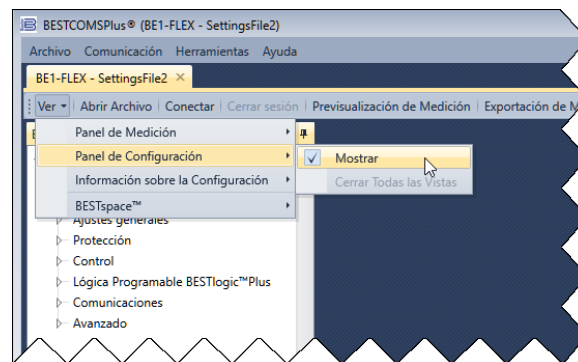 BESTCOMSPlus® (BE1-FLEX - SettingsFile2)
Archivo Comunicación Herramientas Ayuda
BE1-FLEX - SettingsFile2
Ver Abrir Archivo Conectar Cerrar sesión Previsualización de Medición Exportación de
Panel de Medición
Panel de Configuración
Mostrar
Información sobre la Configuración
Cerrar Todas las Vistas
BESTspace™
Ajustes generales
Protección
Control
Lógica Programable BESTlogic™Plus
Comunicaciones
Avanzado